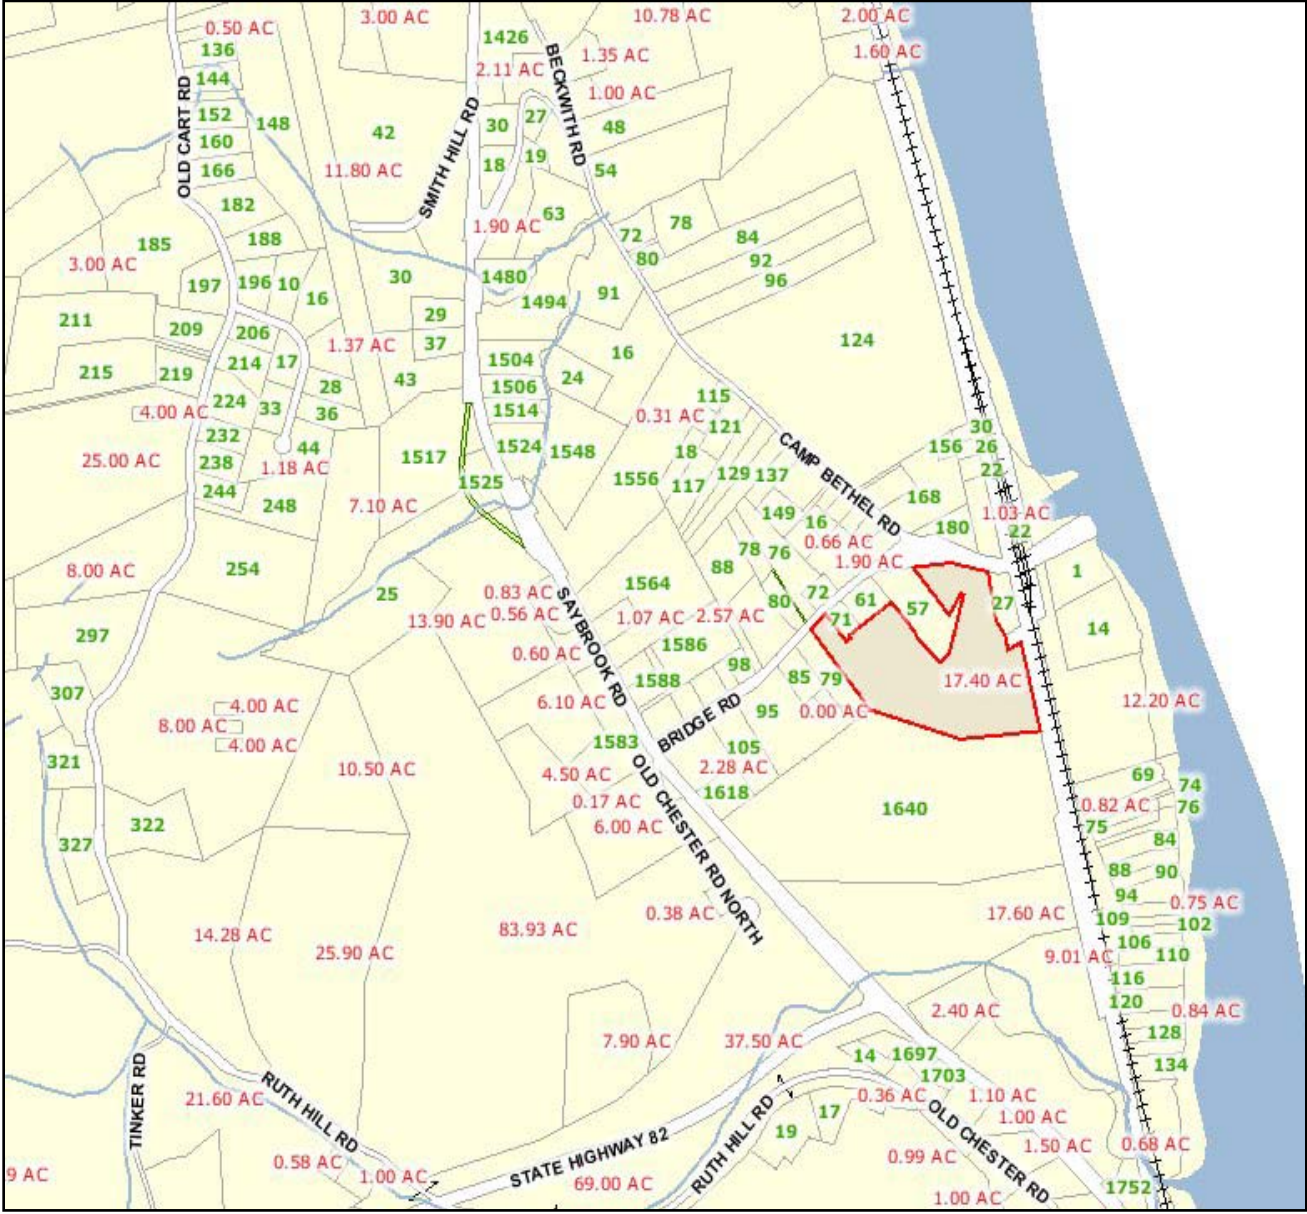 3.00 AC
10.78 AC
2.00 AC
0.50 AC
136
1426
BECKWITH RD
1.35 AC
1.60 AC
144
2.11 AC
1.00 AC
OLD CART RD
152
148
42
SMITH HILL RD
30
27
48
160
166
11.80 AC
18
19
54
182
63
185
188
1.90 AC
72
78
84
3.00 AC
80
92
197
196
10
16
30
1480
1494
91
96
211
209
206
29
1.37 AC
37
16
124
215
219
214
17
28
43
1504
1506
24
4.00 AC
224
33
36
1514
115
0.31 AC
121
30
232
44
1524
1548
CAMP BETHEL RD
156
26
25.00 AC
238
1.18 AC
1517
18
22
244
1525
1556
117
129
137
248
7.10 AC
168
149
16
180
1.03 AC
22
0.66 AC
1.90 AC
8.00 AC
254
78
76
88
1
25
0.83 AC
1564
80
72
61
57
27
0.56 AC
SAYBROOK RD
1.07 AC
2.57 AC
71
13.90 AC
14
297
0.60 AC
1586
98
85
79
17.40 AC
307
1588
6.10 AC
12.20 AC
4.00 AC
8.00 AC
4.00 AC
BRIDGE RD
95
0.00 AC
1583
105
321
10.50 AC
4.50 AC
2.28 AC
69
74
0.17 AC
1618
0.82 AC
76
OLD CHESTER RD NORTH
1640
322
6.00 AC
75
327
84
88
90
94
0.38 AC
17.60 AC
0.75 AC
109
102
14.28 AC
83.93 AC
106
25.90 AC
9.01 AC
110
116
120
2.40 AC
0.84 AC
7.90 AC
37.50 AC
128
14
1697
134
1703
RUTH HILL RD
21.60 AC
0.36 AC
1.10 AC
TINKER RD
17
1.00 AC
OLD CHESTER RD
19
RUTH HILL RD
STATE HIGHWAY 82
1.50 AC
0.68 AC
0.58 AC
0.99 AC
9 AC
1.00 AC
69.00 AC
1752
1.00 AC